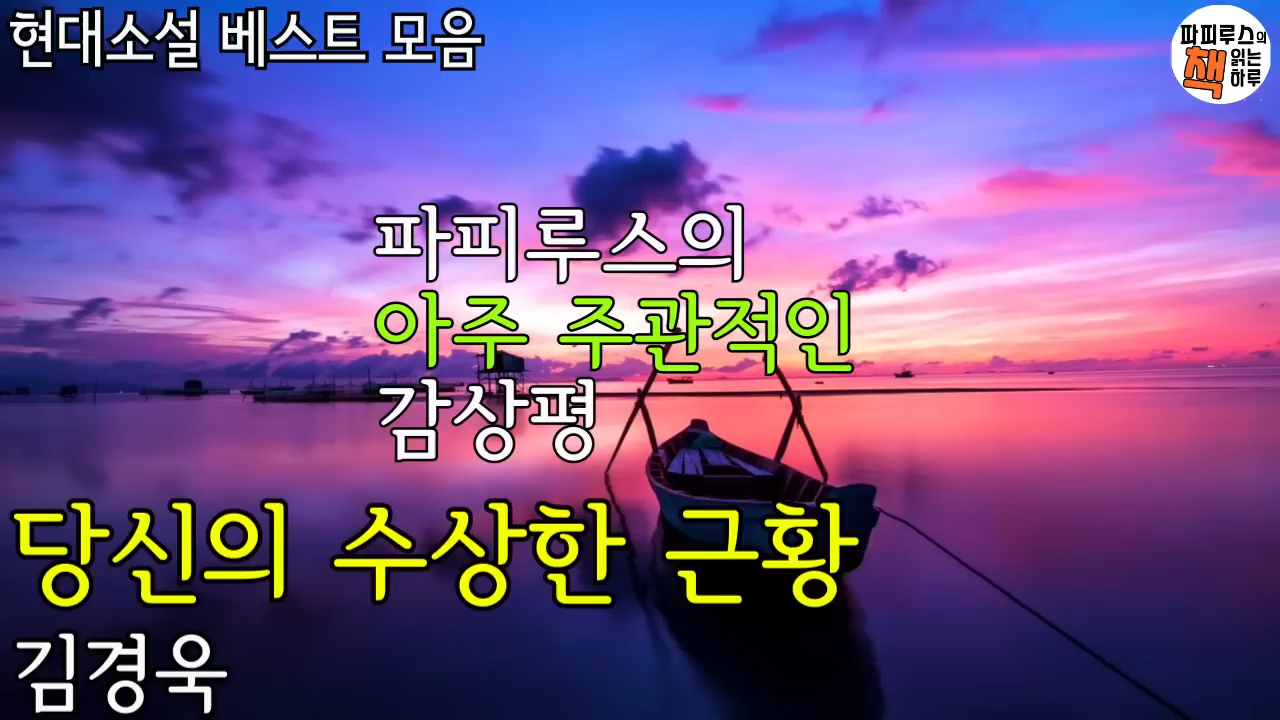 현대소설 베스트 모음
파피루스의
책 읽는
하루
파피루스의
아주 주관적인
감상평
당신의 수상한 근황
김경욱